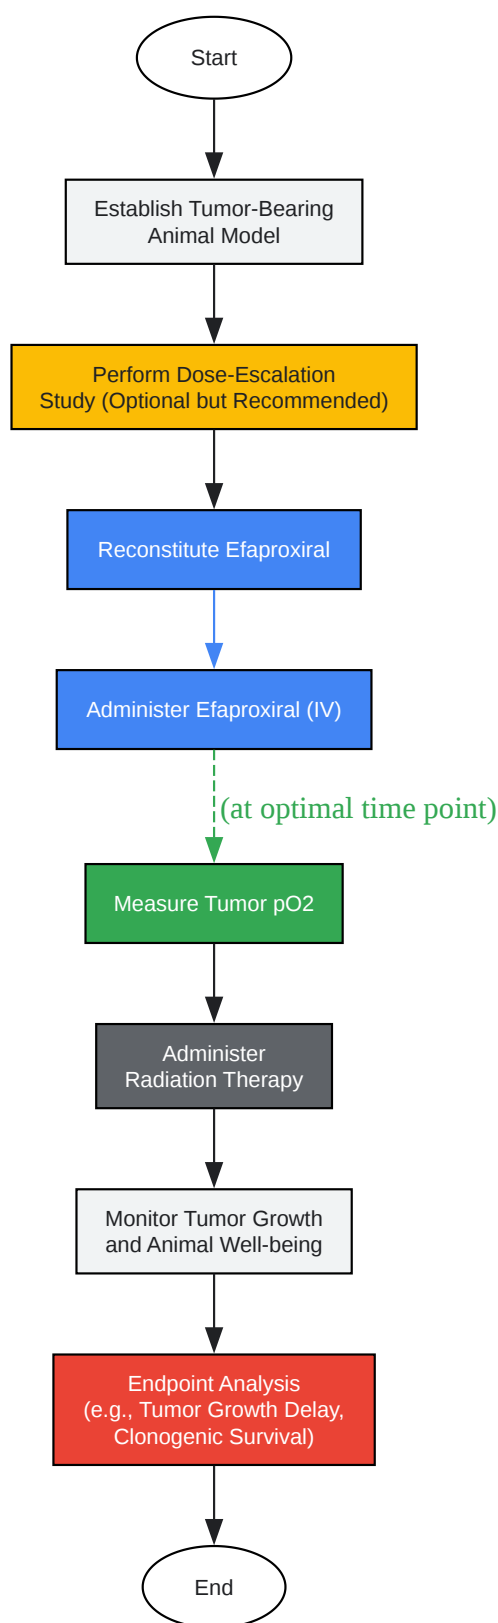 Start
Establish Tumor-Bearing
Animal Model
Perform Dose-Escalation
Study (Optional but Recommended)
Reconstitute Efaproxiral
Administer Efaproxiral (IV)
(at optimal time point)
Measure Tumor pO2
Administer
Radiation Therapy
Monitor Tumor Growth
and Animal Well-being
Endpoint Analysis
(e.g., Tumor Growth Delay,
Clonogenic Survival)
End